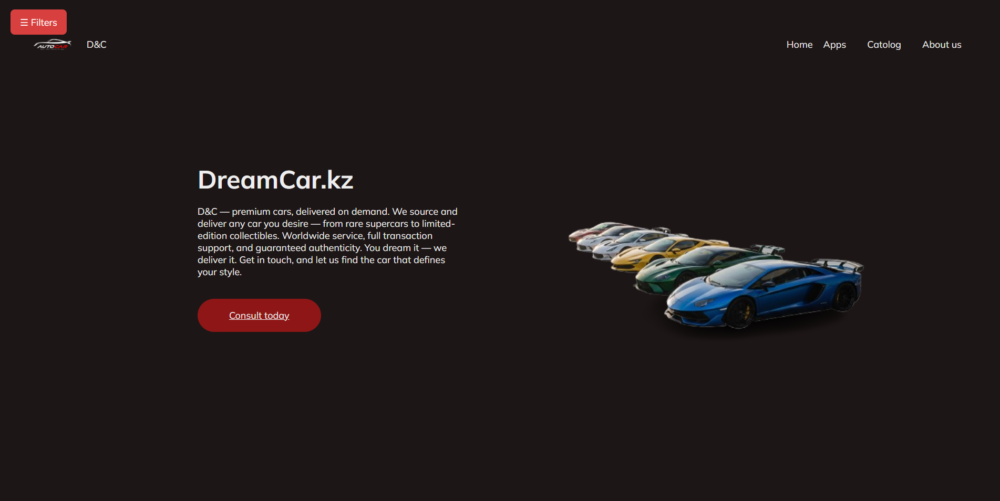 ☰ Filters
AUTOCAR
D&C
Home Apps Catolog About us
DreamCar.kz
D&C — premium cars, delivered on demand. We source and
deliver any car you desire — from rare supercars to limited-
edition collectibles. Worldwide service, full transaction
support, and guaranteed authenticity. You dream it — we
deliver it. Get in touch, and let us find the car that defines
your style.
Consult today